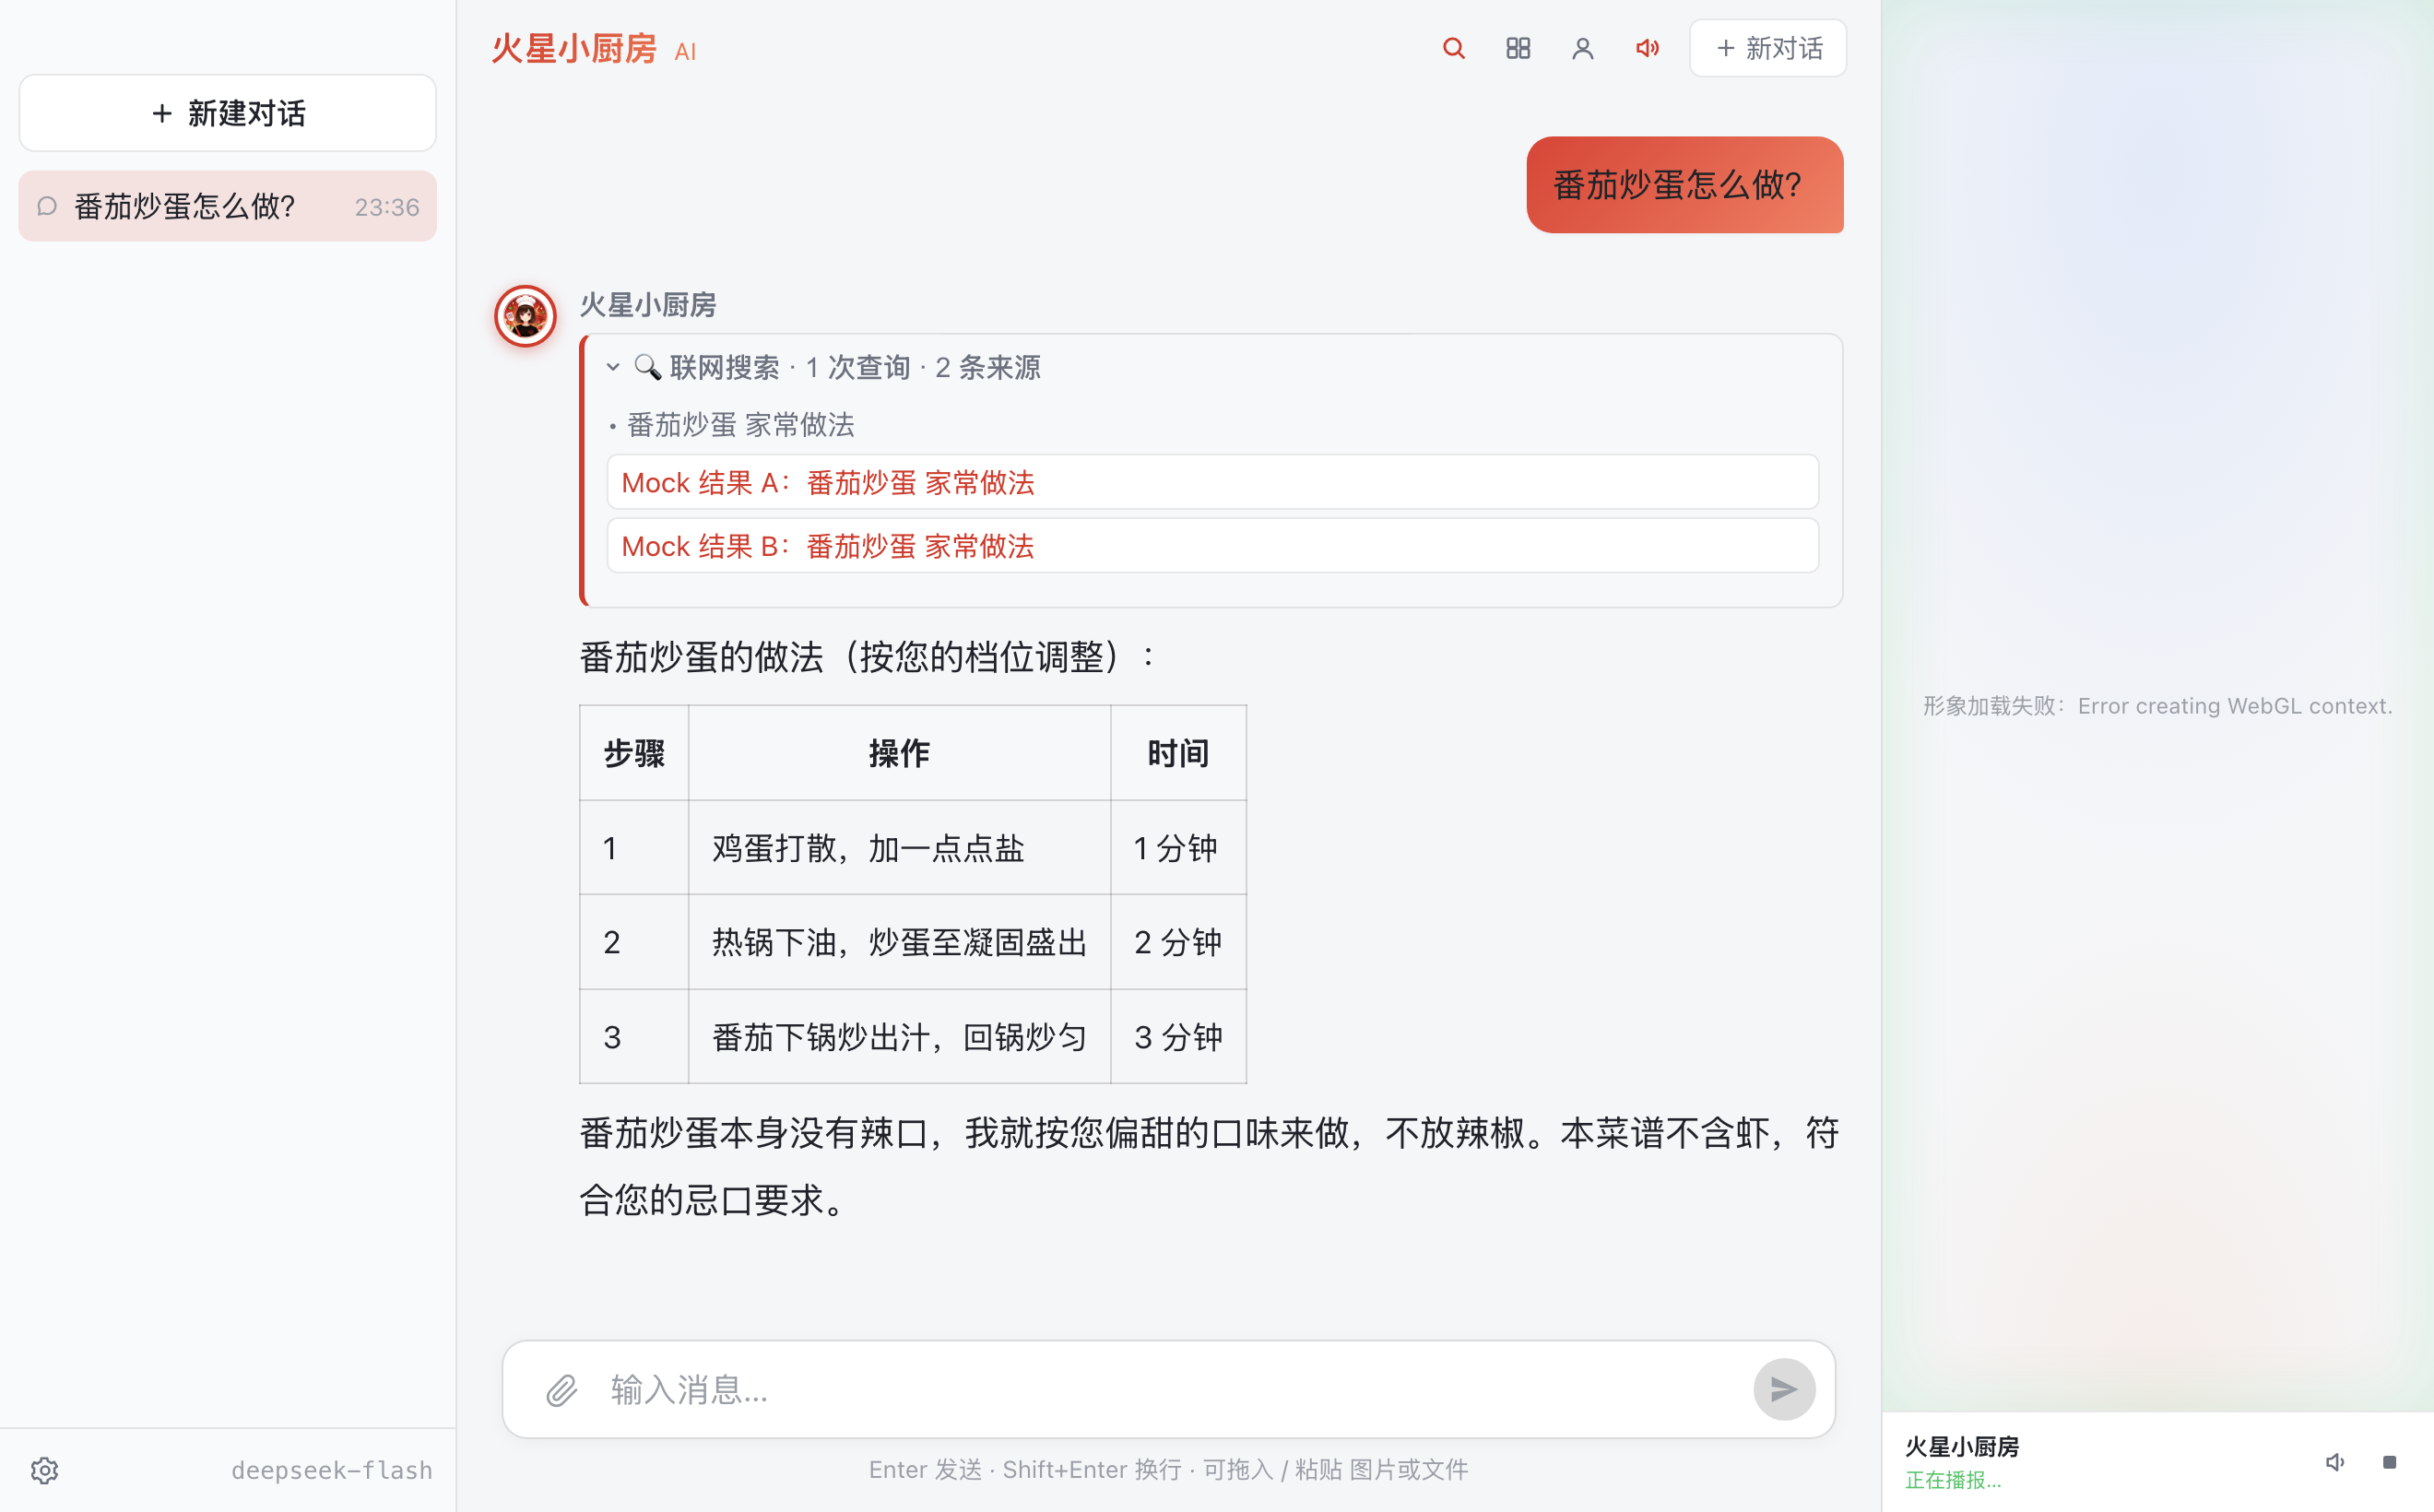 + 新建对话
番茄炒蛋怎么做? 23:36
deepseek-flash
火星小厨房 AI
+ 新对话
番茄炒蛋怎么做?
火星小厨房
🔍 联网搜索 · 1 次查询 · 2 条来源
• 番茄炒蛋 家常做法
Mock 结果 A：番茄炒蛋 家常做法
Mock 结果 B：番茄炒蛋 家常做法
番茄炒蛋的做法（按您的档位调整）：
步骤 操作 时间
1 鸡蛋打散，加一点点盐 1 分钟
2 热锅下油，炒蛋至凝固盛出 2 分钟
3 番茄下锅炒出汁，回锅炒匀 3 分钟
番茄炒蛋本身没有辣口，我就按您偏甜的口味来做，不放辣椒。本菜谱不含虾，符
合您的忌口要求。
输入消息...
Enter 发送 · Shift+Enter 换行 · 可拖入 / 粘贴 图片或文件
形象加载失败：Error creating WebGL context.
火星小厨房
正在播报...